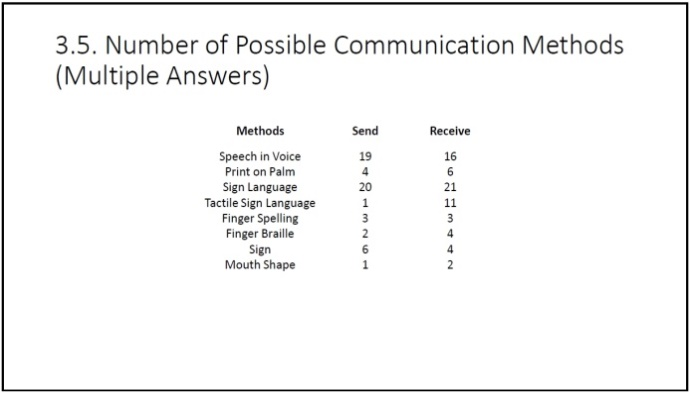 3.5. Number of Possible Communication Methods
(Multiple Answers)
Methods Send Receive
Speech in Voice 19 16
Print on Palm 4 6
Sign Language 20 21
Tactile Sign Language 1 11
Finger Spelling 3 3
Finger Braille 2 4
Sign 6 4
Mouth Shape 1 2